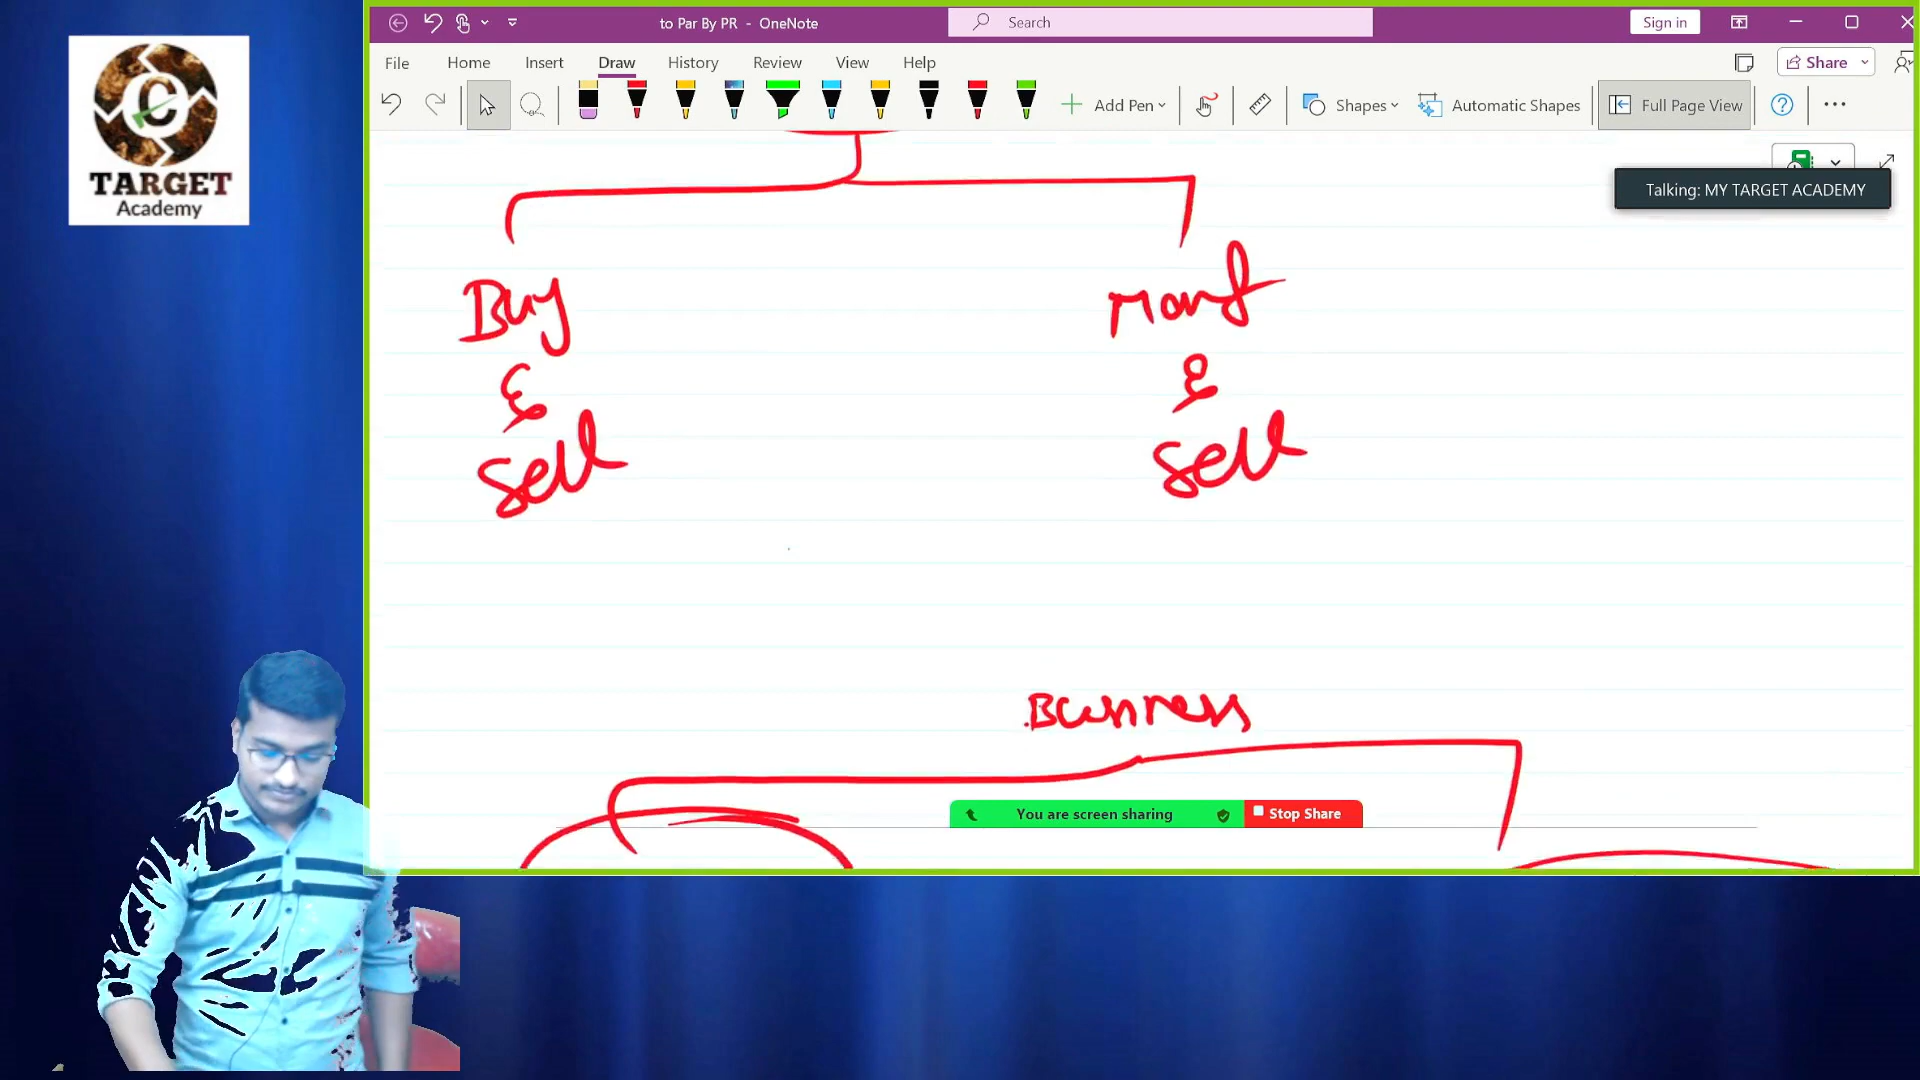 to Par By PR - OneNote
Search
Sign in
File Home Insert Draw History Review View Help
Share
Add Pen
Shapes
Automatic Shapes
Full Page View
Talking: MY TARGET ACADEMY
C
TARGET
Academy
Buy
&
Sell
Manf
&
Sell
Business
You are screen sharing
Stop Share